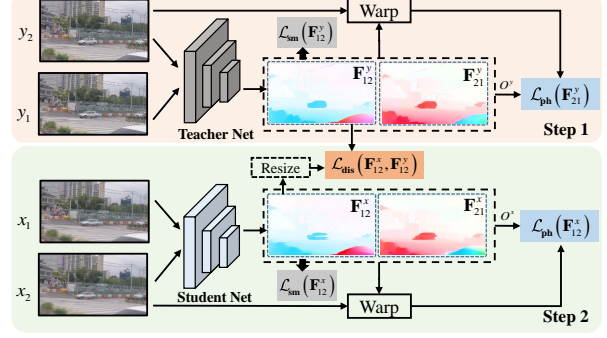 y₂
Warp
𝓛sm(F₁₂ʸ)
y₁
F₁₂ʸ
F₂₁ʸ
Oʸ
𝓛ph(F₂₁ʸ)
Teacher Net
Step 1
Resize
𝓛dis(F₁₂ˣ, F₁₂ʸ)
x₁
F₁₂ˣ
F₂₁ˣ
Oˣ
𝓛ph(F₁₂ˣ)
x₂
Student Net
𝓛sm(F₁₂ˣ)
Warp
Step 2